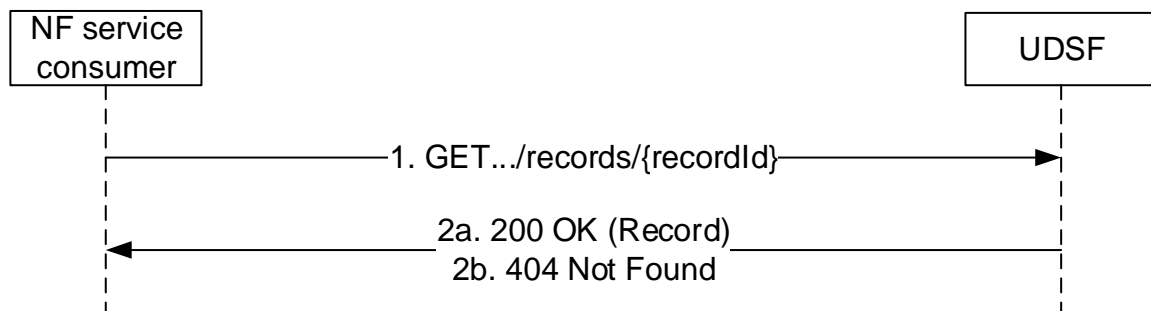 NF service
consumer
UDSF
1. GET.../records/{recordId}
2a. 200 OK (Record)
2b. 404 Not Found